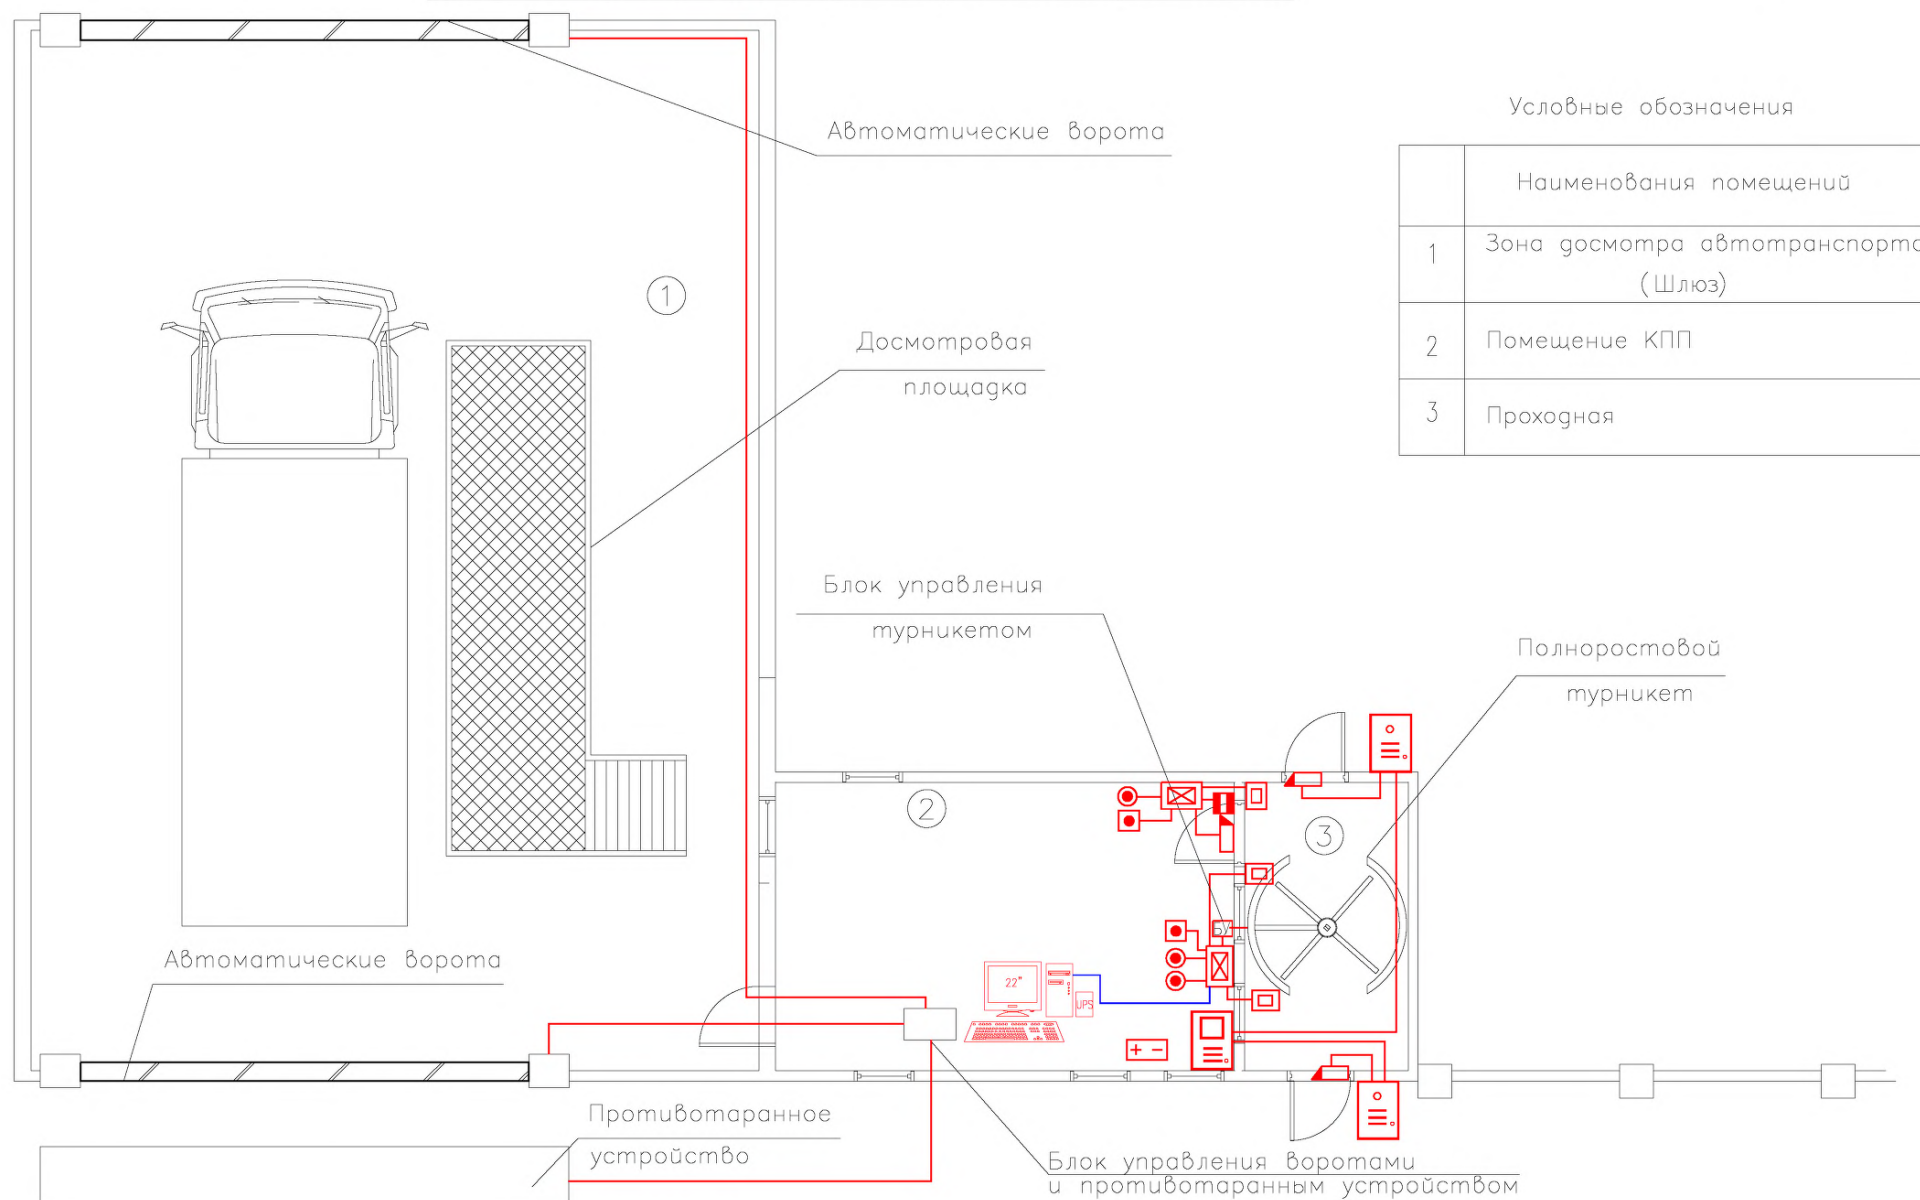 Автоматические ворота
Условные обозначения
Наименования помещений
1 Зона досмотра автотранспорта
(Шлюз)
2 Помещение КПП
3 Проходная
1
Досмотровая
площадка
Блок управления
турникетом
Полноростовой
турникет
2
3
БУ
Автоматические ворота
22"
UPS
+ −
Противотаранное
устройство
Блок управления воротами
и противотаранным устройством